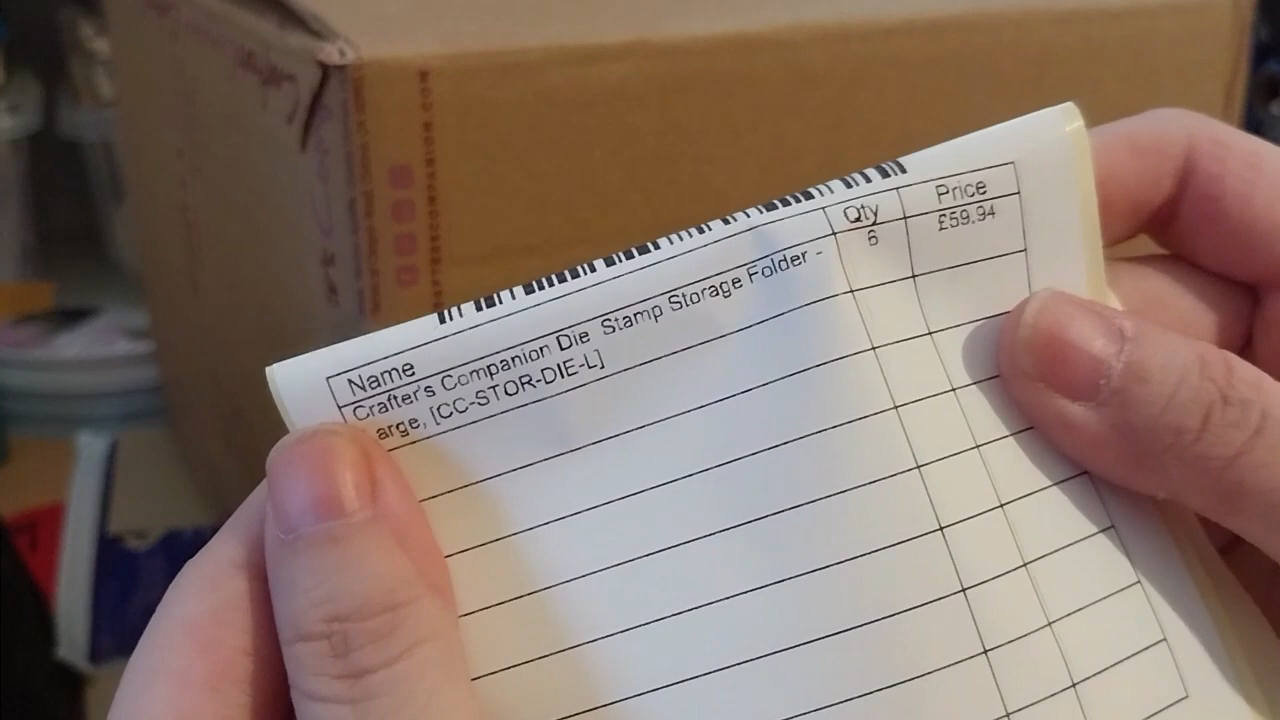 Name Qty Price
Crafter's Companion Die Stamp Storage Folder - 6 £59.94
arge, [CC-STOR-DIE-L]